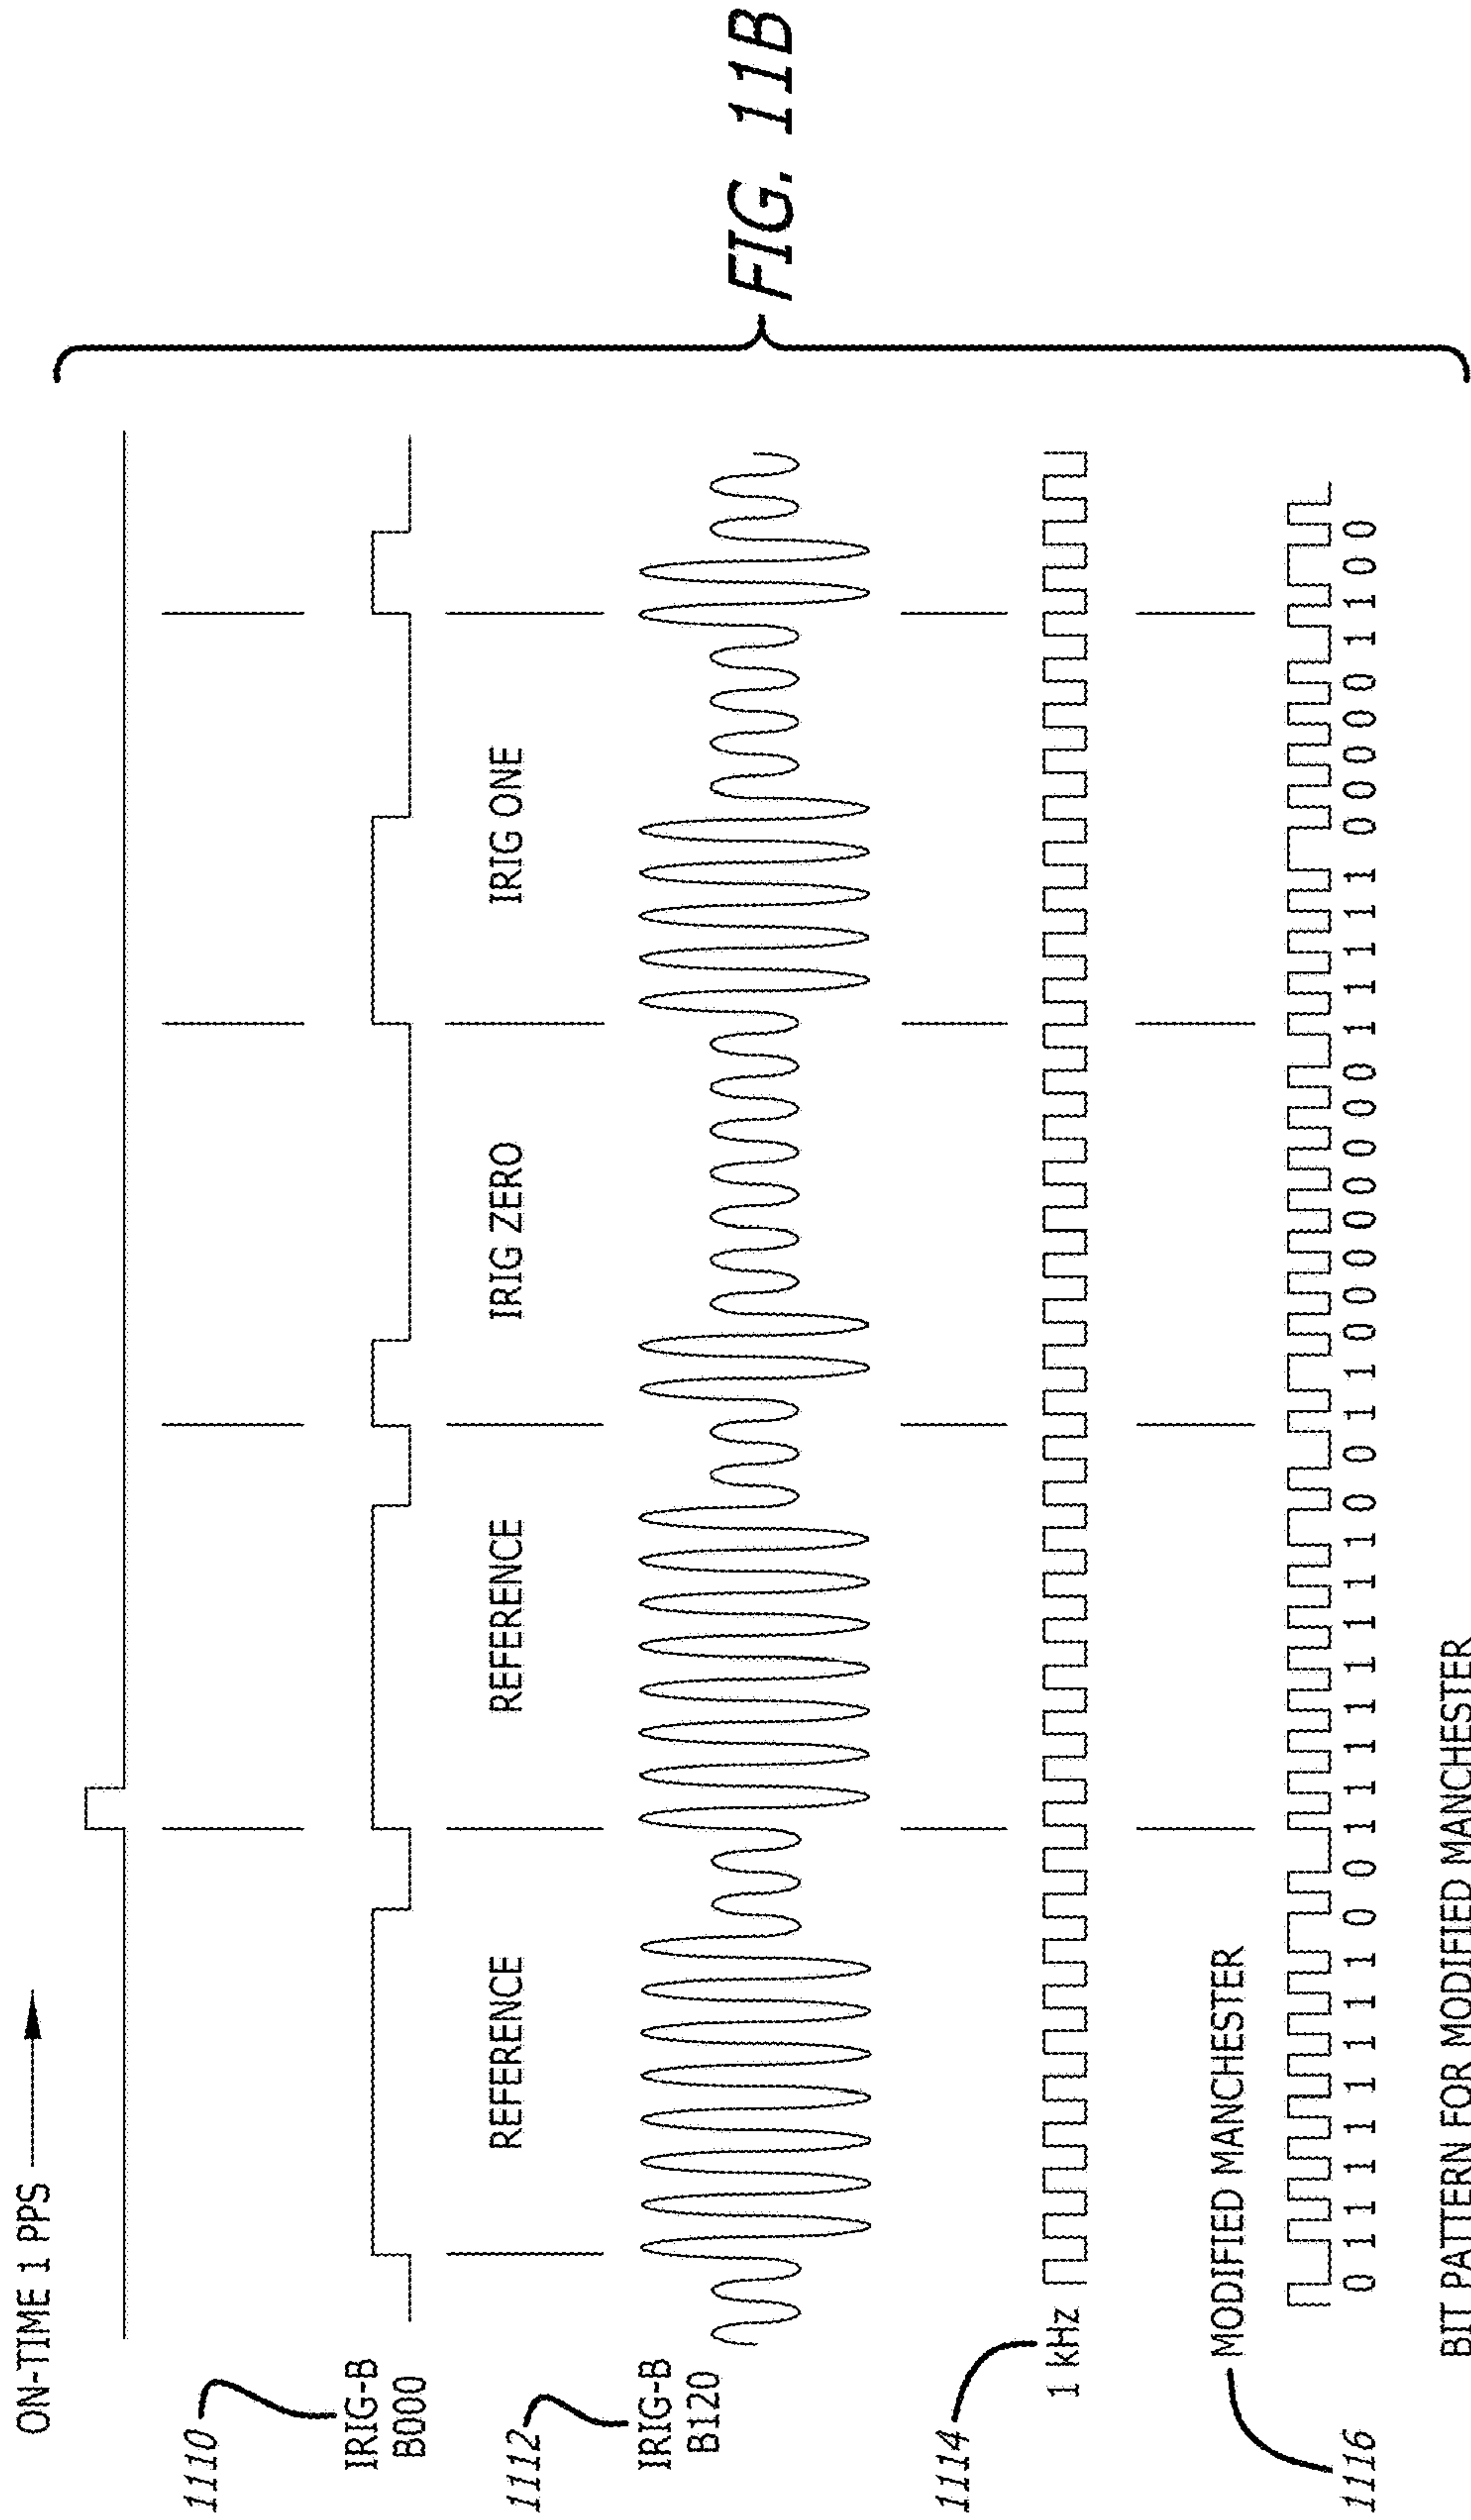 ON-TIME 1 PPS
1110
IRIG-B
B000
REFERENCE
REFERENCE
IRIG ZERO
IRIG ONE
1112
IRIG-B
B120
1114
1 kHz
MODIFIED MANCHESTER
1116
0 1 1 1 1 1 1 1 1 0 0 1 1 1 1 1 1 1 1 0 0 1 1 0 0 0 0 0 0 0 0 1 1 1 1 1 0 0 0 0 0 1 1 0 0
BIT PATTERN FOR MODIFIED MANCHESTER
FIG. 11B